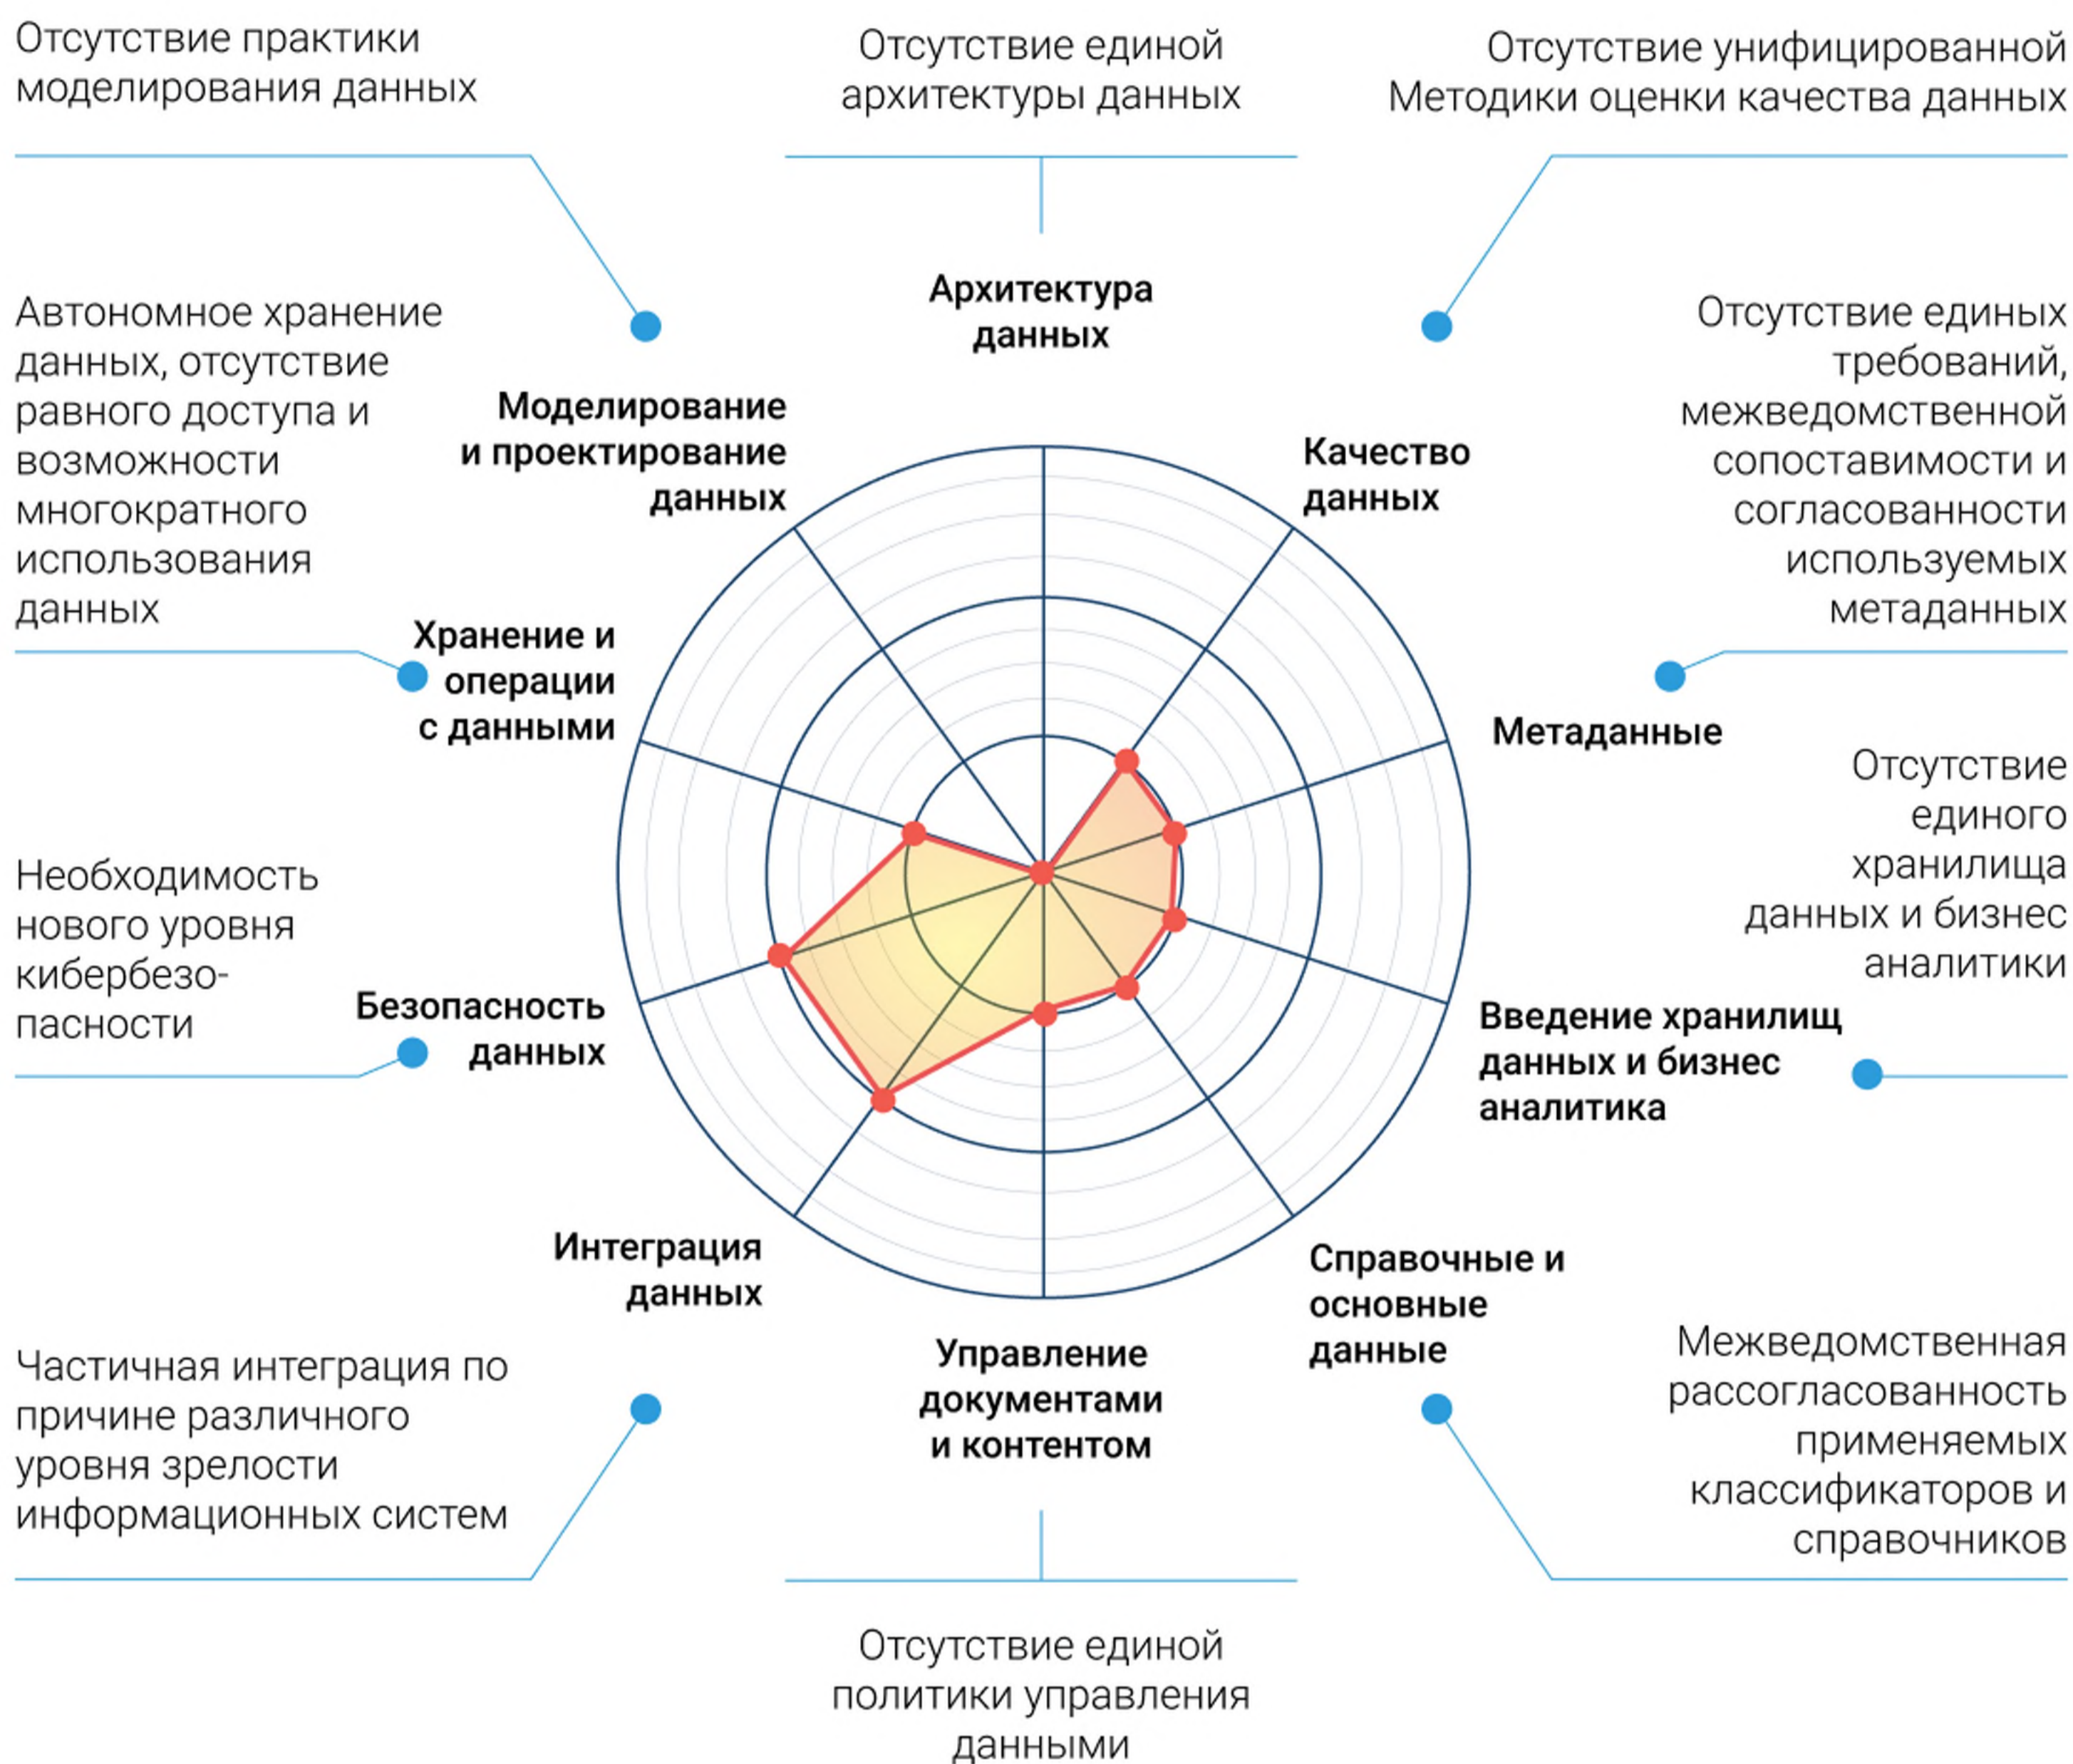 Отсутствие практики
моделирования данных
Отсутствие единой
архитектуры данных
Отсутствие унифицированной
Методики оценки качества данных
Архитектура
данных
Автономное хранение
данных, отсутствие
равного доступа и
возможности
многократного
использования
данных
Моделирование
и проектирование
данных
Качество
данных
Отсутствие единых
требований,
межведомственной
сопоставимости и
согласованности
используемых
метаданных
Хранение и
операции
с данными
Метаданные
Отсутствие
единого
хранилища
данных и бизнес
аналитики
Необходимость
нового уровня
кибербезо-
пасности
Безопасность
данных
Введение хранилищ
данных и бизнес
аналитика
Интеграция
данных
Справочные и
основные
данные
Управление
документами
и контентом
Частичная интеграция по
причине различного
уровня зрелости
информационных систем
Межведомственная
рассогласованность
применяемых
классификаторов и
справочников
Отсутствие единой
политики управления
данными